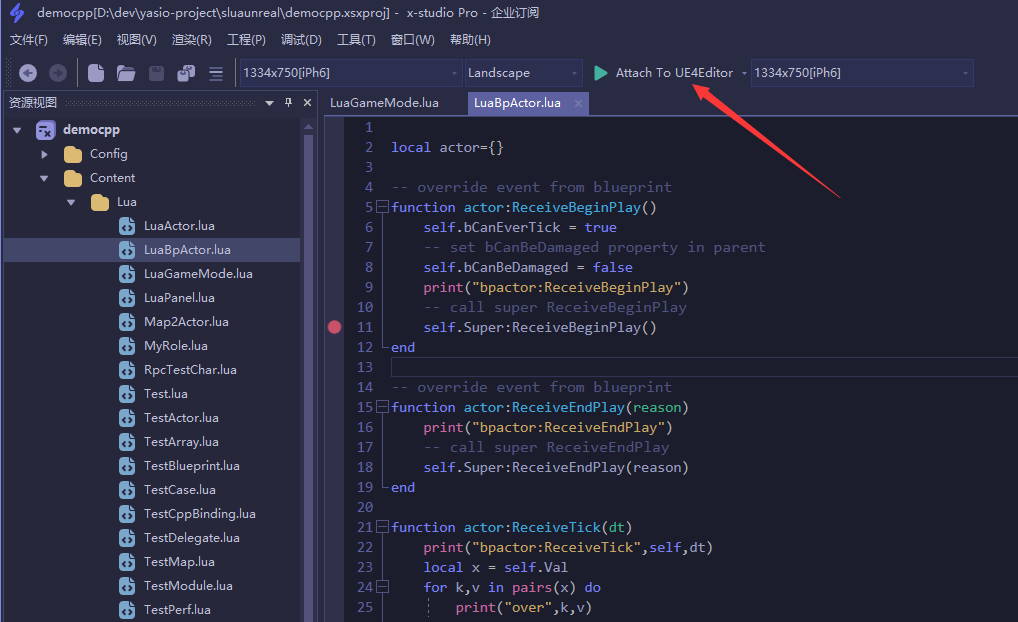 democpp[D:\dev\yasio-project\sluaunreal\democpp.xsxproj] - x-studio Pro - 企业订阅
文件(F) 编辑(E) 视图(V) 渲染(R) 工程(P) 调试(D) 工具(T) 窗口(W) 帮助(H)
1334x750[iPh6] Landscape Attach To UE4Editor 1334x750[iPh6]
资源视图
democpp
Config
Content
Lua
LuaActor.lua
LuaBpActor.lua
LuaGameMode.lua
LuaPanel.lua
Map2Actor.lua
MyRole.lua
RpcTestChar.lua
Test.lua
TestActor.lua
TestArray.lua
TestBlueprint.lua
TestCase.lua
TestCppBinding.lua
TestDelegate.lua
TestMap.lua
TestModule.lua
TestPerf.lua
LuaGameMode.lua LuaBpActor.lua
1
2 local actor={}
3
4 -- override event from blueprint
5 function actor:ReceiveBeginPlay()
6 self.bCanEverTick = true
7 -- set bCanBeDamaged property in parent
8 self.bCanBeDamaged = false
9 print("bpactor:ReceiveBeginPlay")
10 -- call super ReceiveBeginPlay
11 self.Super:ReceiveBeginPlay()
12 end
13
14 -- override event from blueprint
15 function actor:ReceiveEndPlay(reason)
16 print("bpactor:ReceiveEndPlay")
17 -- call super ReceiveEndPlay
18 self.Super:ReceiveEndPlay(reason)
19 end
20
21 function actor:ReceiveTick(dt)
22 print("bpactor:ReceiveTick",self,dt)
23 local x = self.Val
24 for k,v in pairs(x) do
25 print("over",k,v)